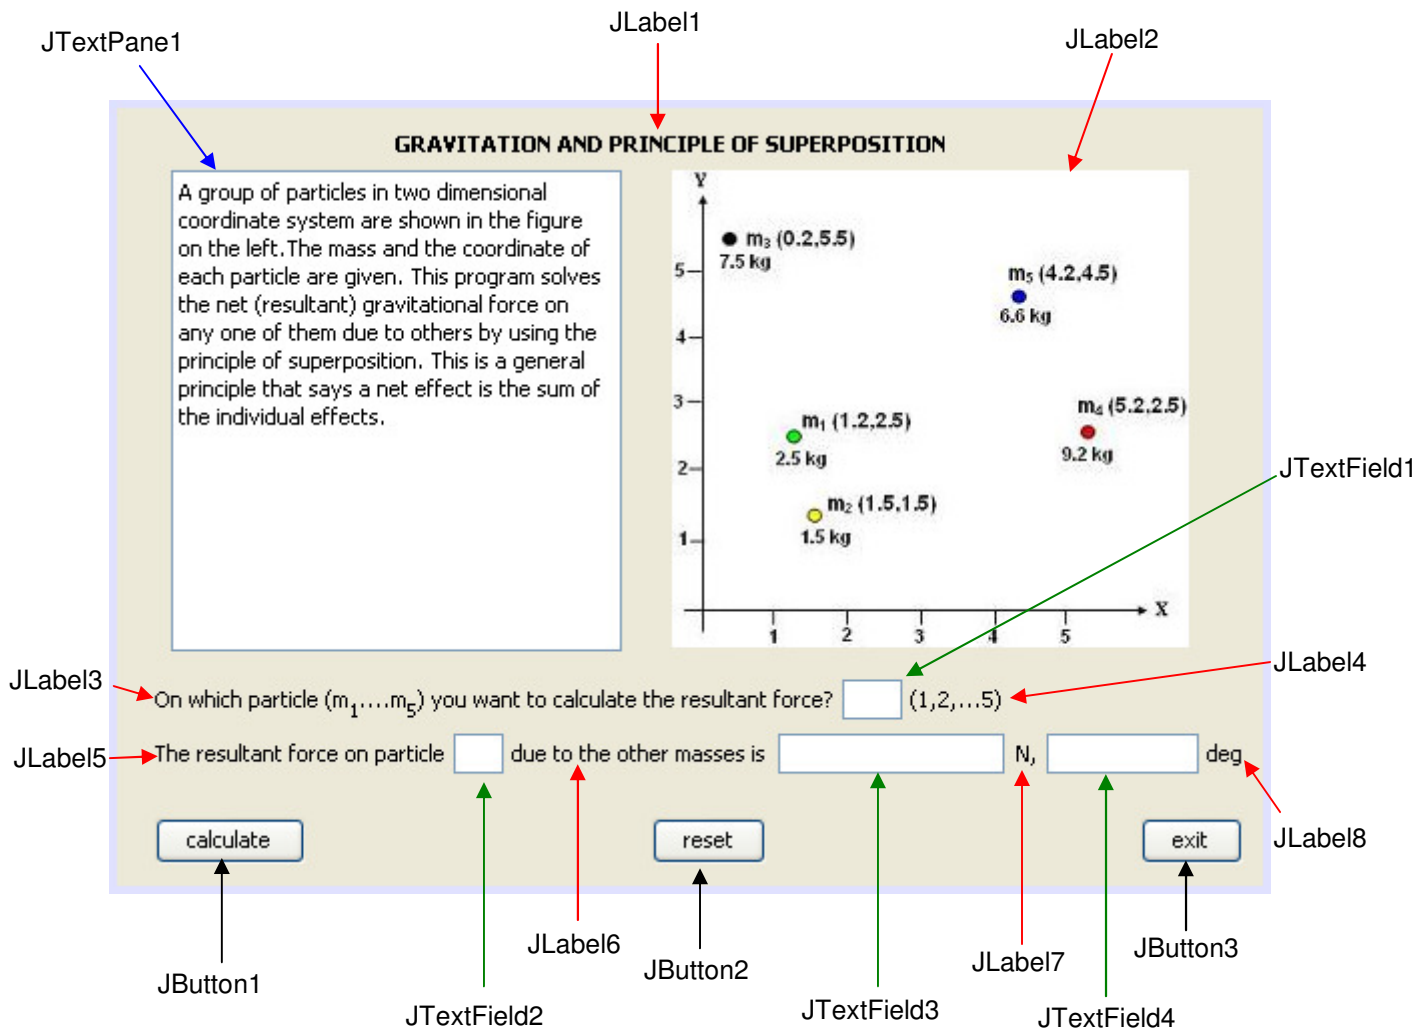 JLabel1
JTextPane1
JLabel2
GRAVITATION AND PRINCIPLE OF SUPERPOSITION
A group of particles in two dimensional
coordinate system are shown in the figure
on the left. The mass and the coordinate of
each particle are given. This program solves
the net (resultant) gravitational force on
any one of them due to others by using the
principle of superposition. This is a general
principle that says a net effect is the sum of
the individual effects.
Y
m₃ (0.2,5.5)
7.5 kg
5
m₅ (4.2,4.5)
6.6 kg
4
3
m₄ (5.2,2.5)
9.2 kg
m₁ (1.2,2.5)
2.5 kg
2
m₂ (1.5,1.5)
1.5 kg
1
X
1 2 3 4 5
JTextField1
JLabel3
On which particle (m₁....m₅) you want to calculate the resultant force? (1,2,...5)
JLabel4
JLabel5
The resultant force on particle due to the other masses is N, deg
JLabel8
calculate reset exit
JButton1
JLabel6
JButton2
JLabel7
JButton3
JTextField2
JTextField3
JTextField4